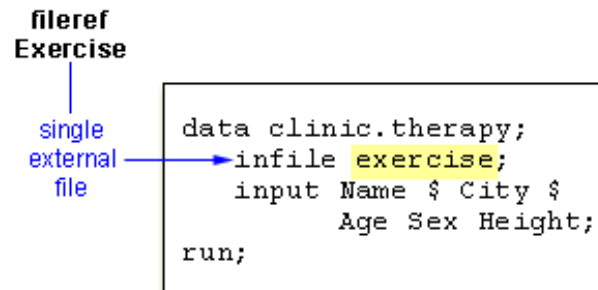 fileref
Exercise
single
external
file
data clinic.therapy;
infile exercise;
input Name $ City $
Age Sex Height;
run;